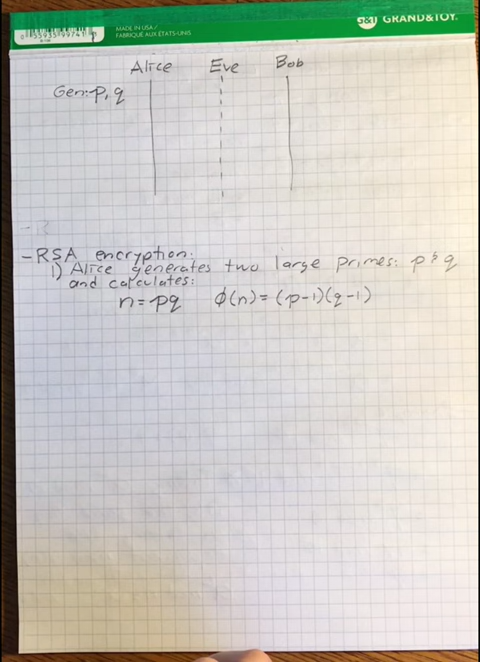 MADE IN USA /
FABRIQUÉ AUX ÉTATS-UNIS
G&T GRAND&TOY.
Alice Eve Bob
Gen: p, q
- RSA encryption:
1) Alice generates two large primes: p & q
and calculates:
n = pq ϕ(n) = (p-1)(q-1)